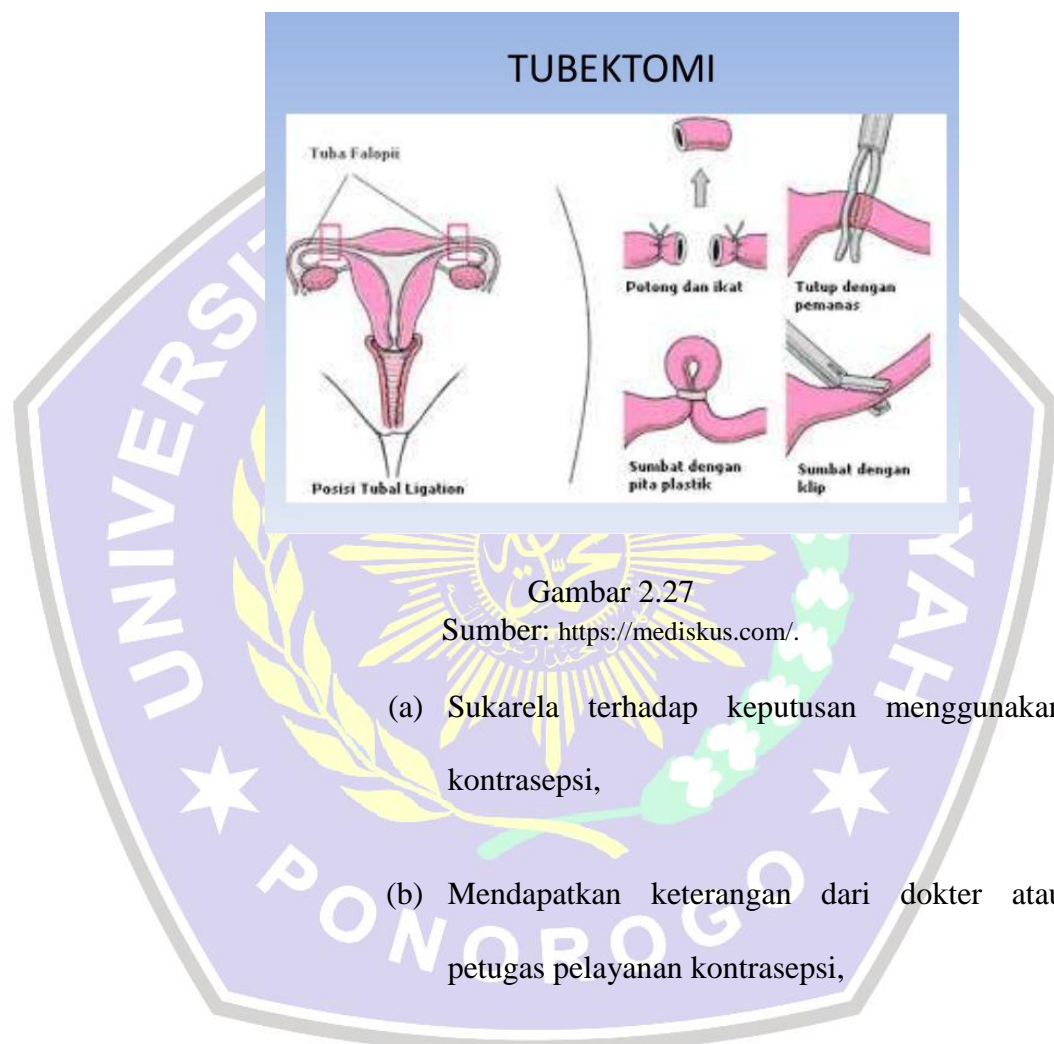 TUBEKTOMI
Tuba Falopii
Posisi Tubal Ligation
Potong dan ikat
Tutup dengan
pemanas
Sumbat dengan
pita plastik
Sumbat dengan
klip
Gambar 2.27
Sumber: https://mediskus.com/.
(a) Sukarela terhadap keputusan menggunakan
kontrasepsi,
(b) Mendapatkan keterangan dari dokter atau
petugas pelayanan kontrasepsi,
UNIVERSIT
YAH
PONOROGO